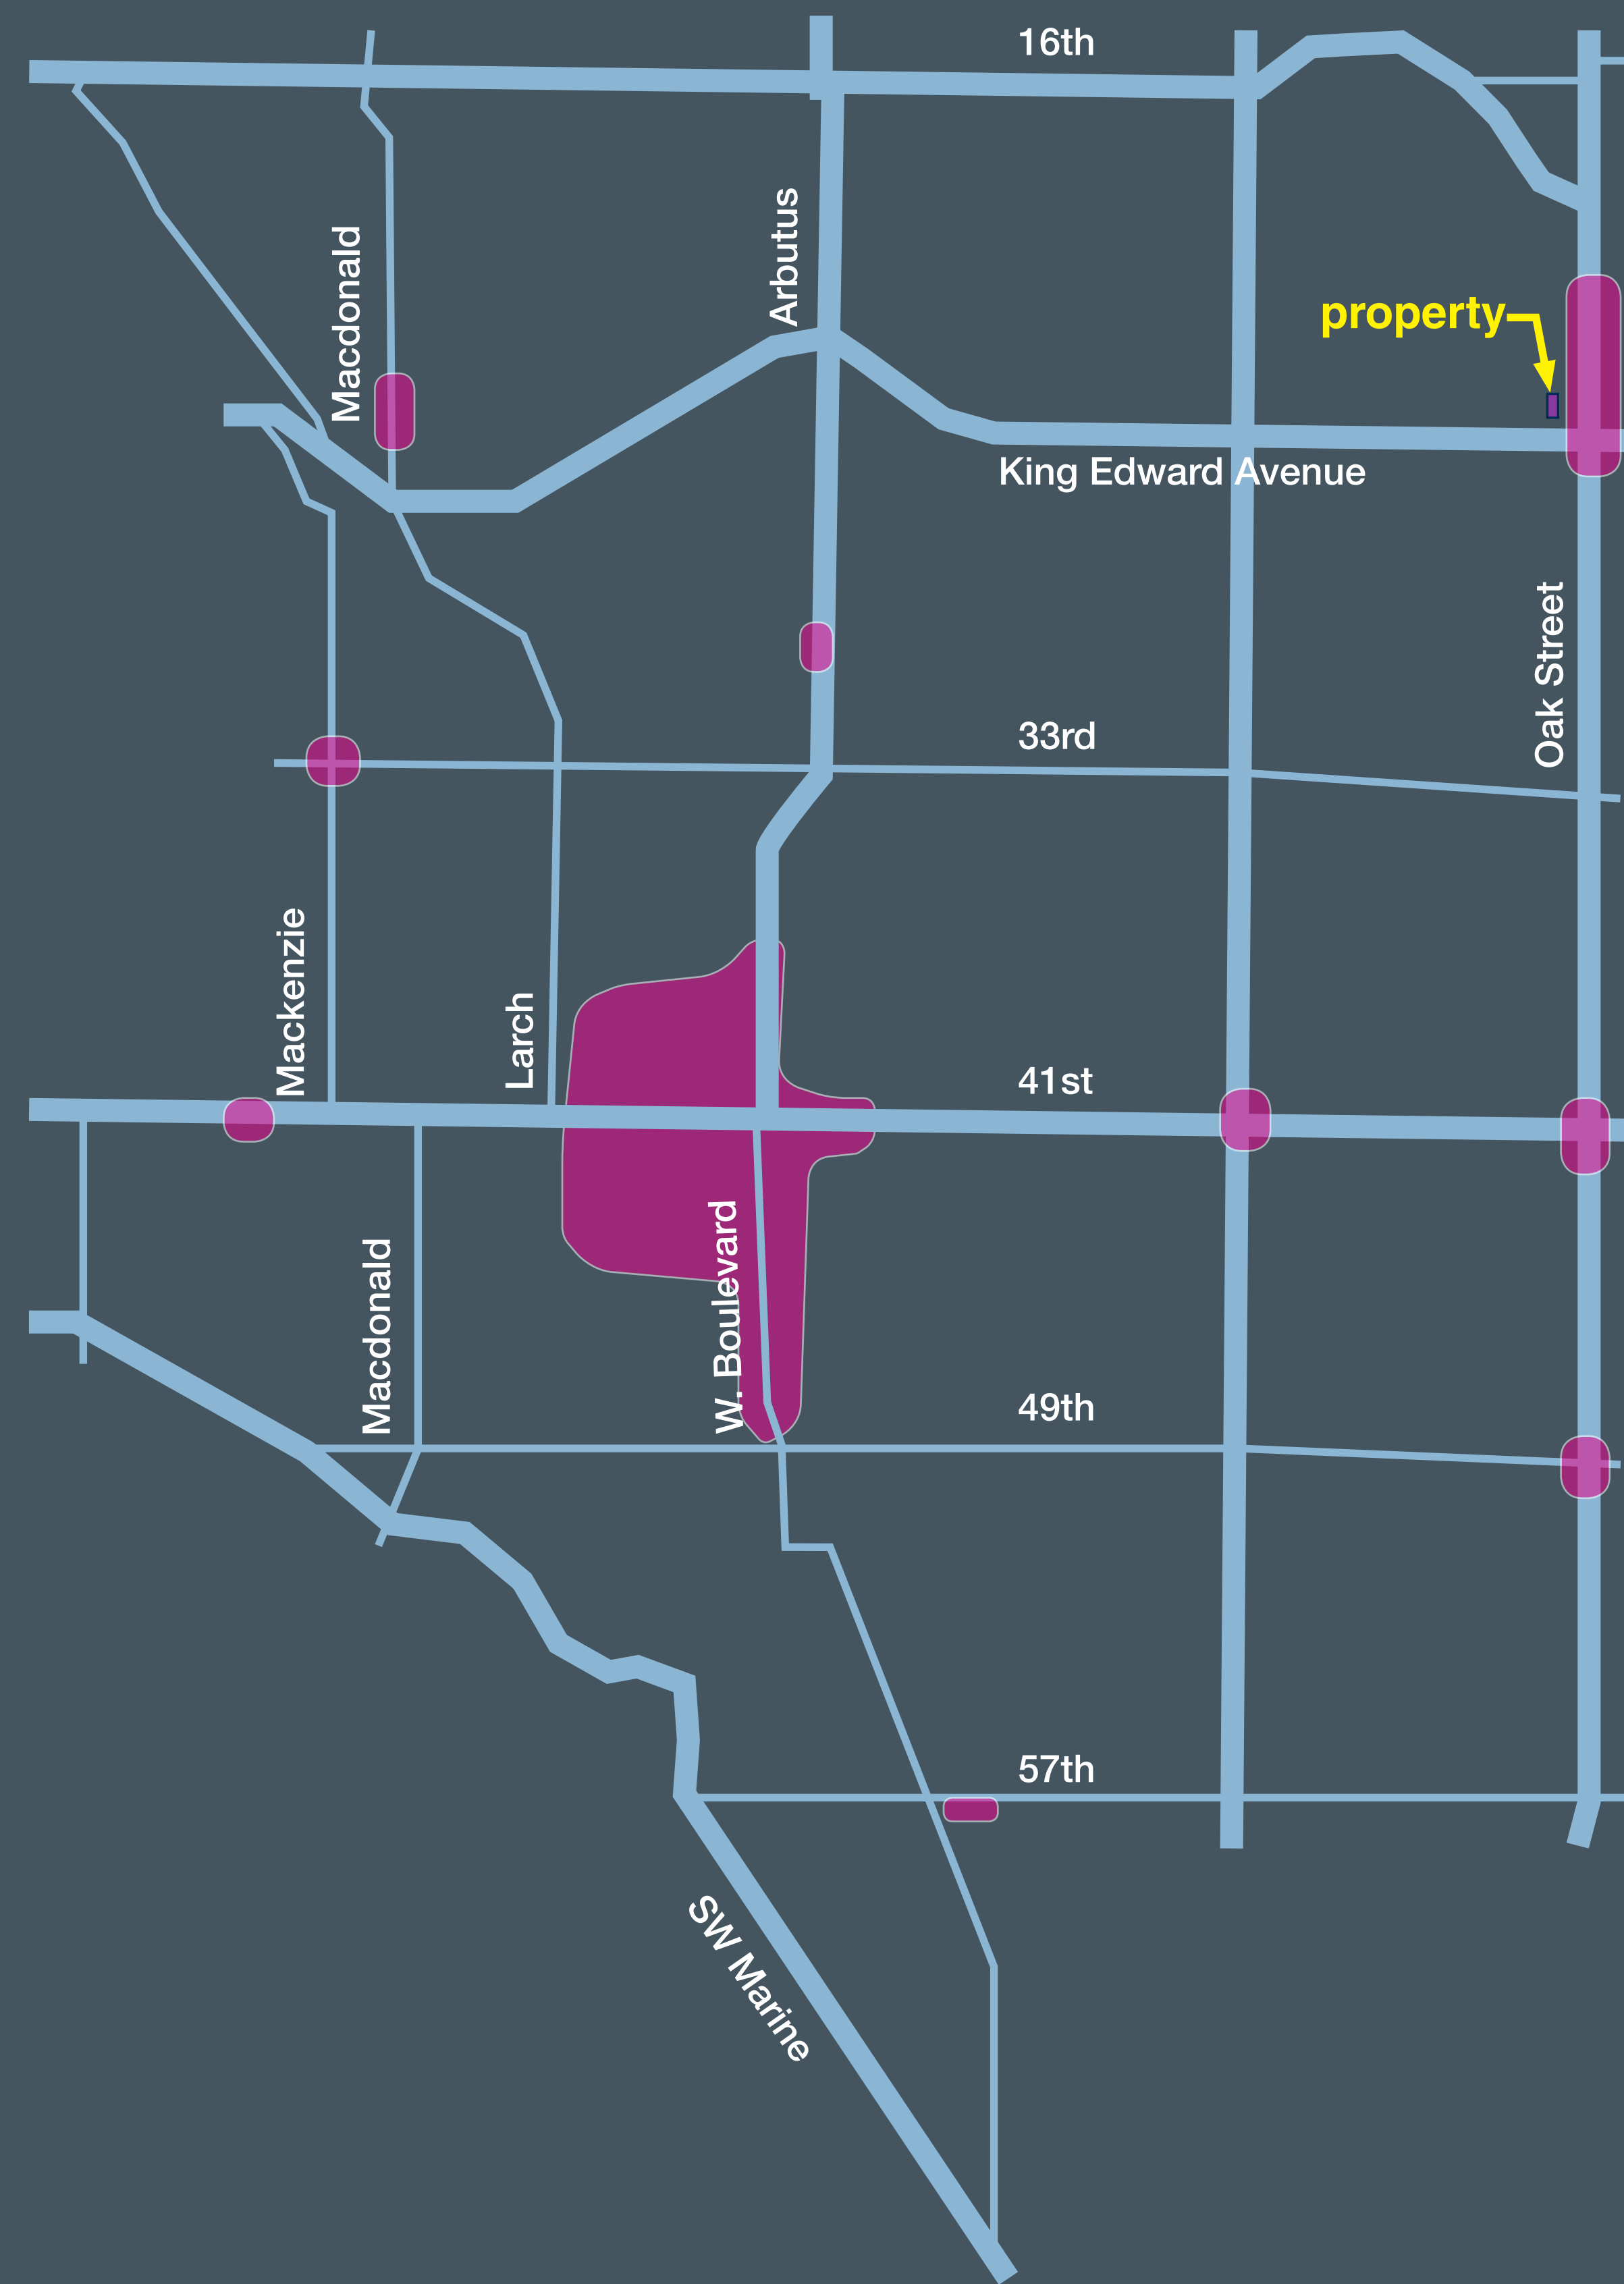 16th
Arbutus
Macdonald
property
King Edward Avenue
Oak Street
33rd
Mackenzie
Larch
41st
W. Boulevard
Macdonald
49th
57th
SW Marine